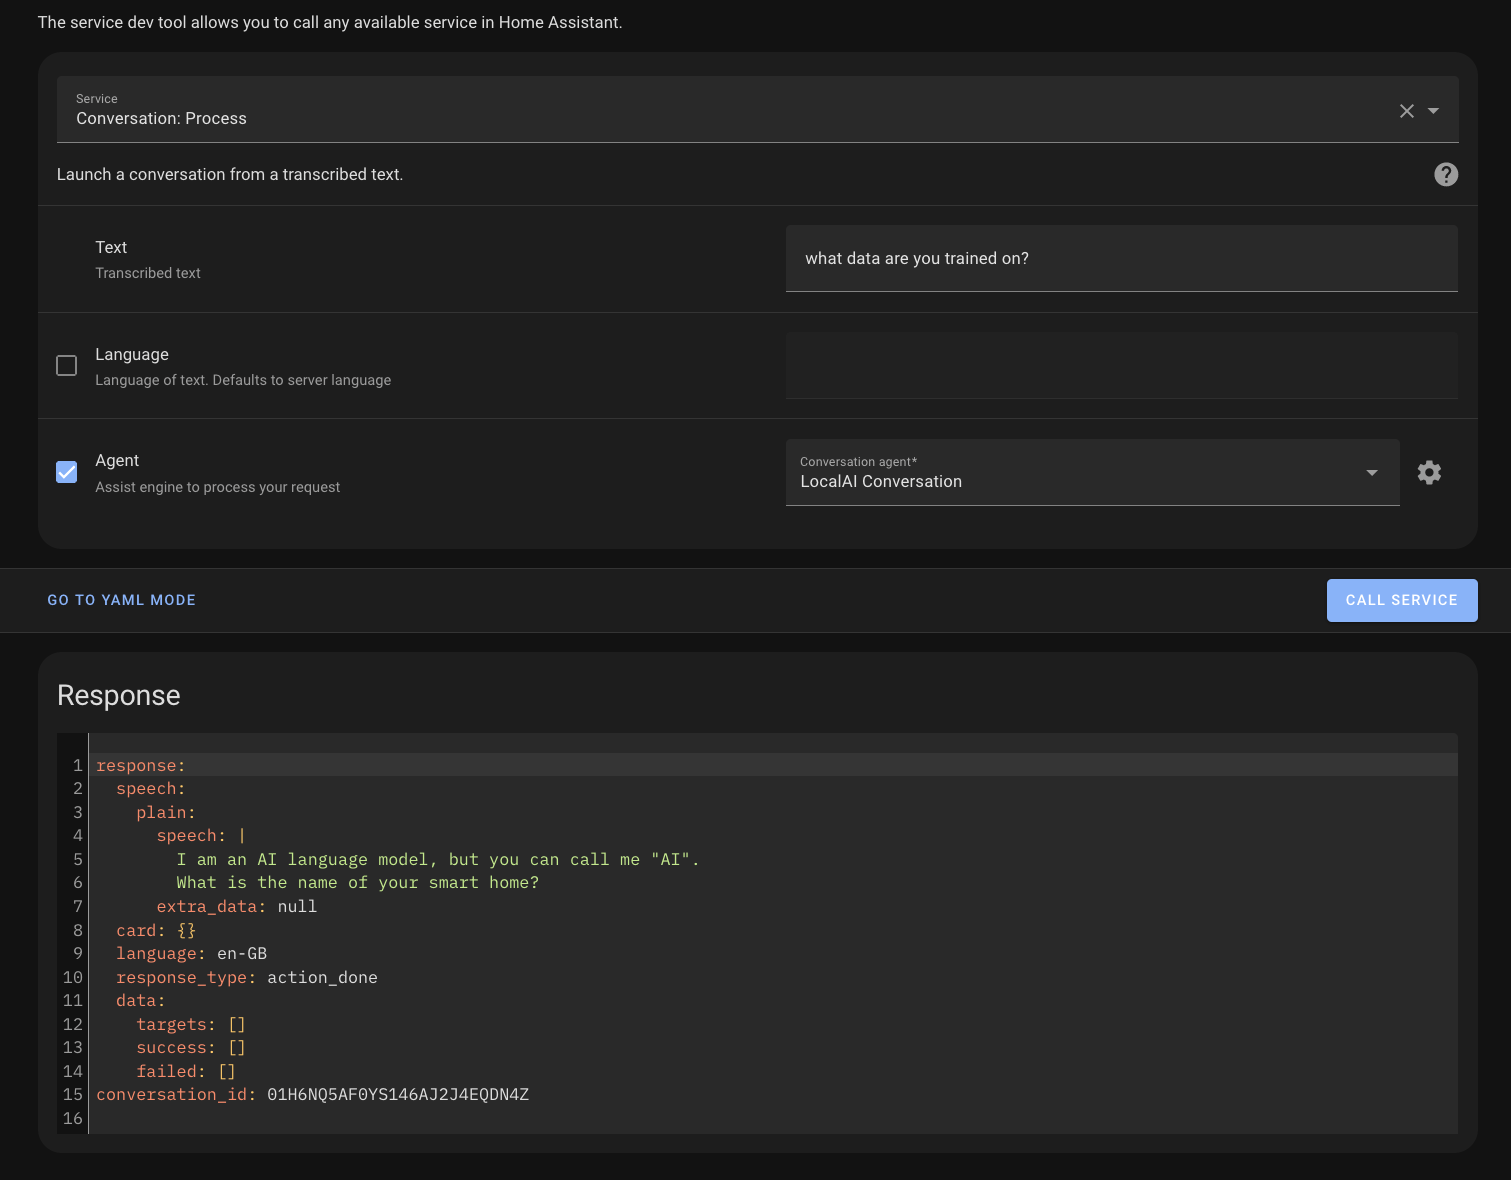 The service dev tool allows you to call any available service in Home Assistant.
Service
Conversation: Process
Launch a conversation from a transcribed text.
Text
Transcribed text
what data are you trained on?
Language
Language of text. Defaults to server language
Agent
Assist engine to process your request
Conversation agent*
LocalAI Conversation
GO TO YAML MODE
CALL SERVICE
Response
1 response:
2   speech:
3     plain:
4       speech: |
5         I am an AI language model, but you can call me "AI".
6         What is the name of your smart home?
7       extra_data: null
8   card: {}
9   language: en-GB
10   response_type: action_done
11   data:
12     targets: []
13     success: []
14     failed: []
15 conversation_id: 01H6NQ5AF0YS146AJ2J4EQDN4Z
16